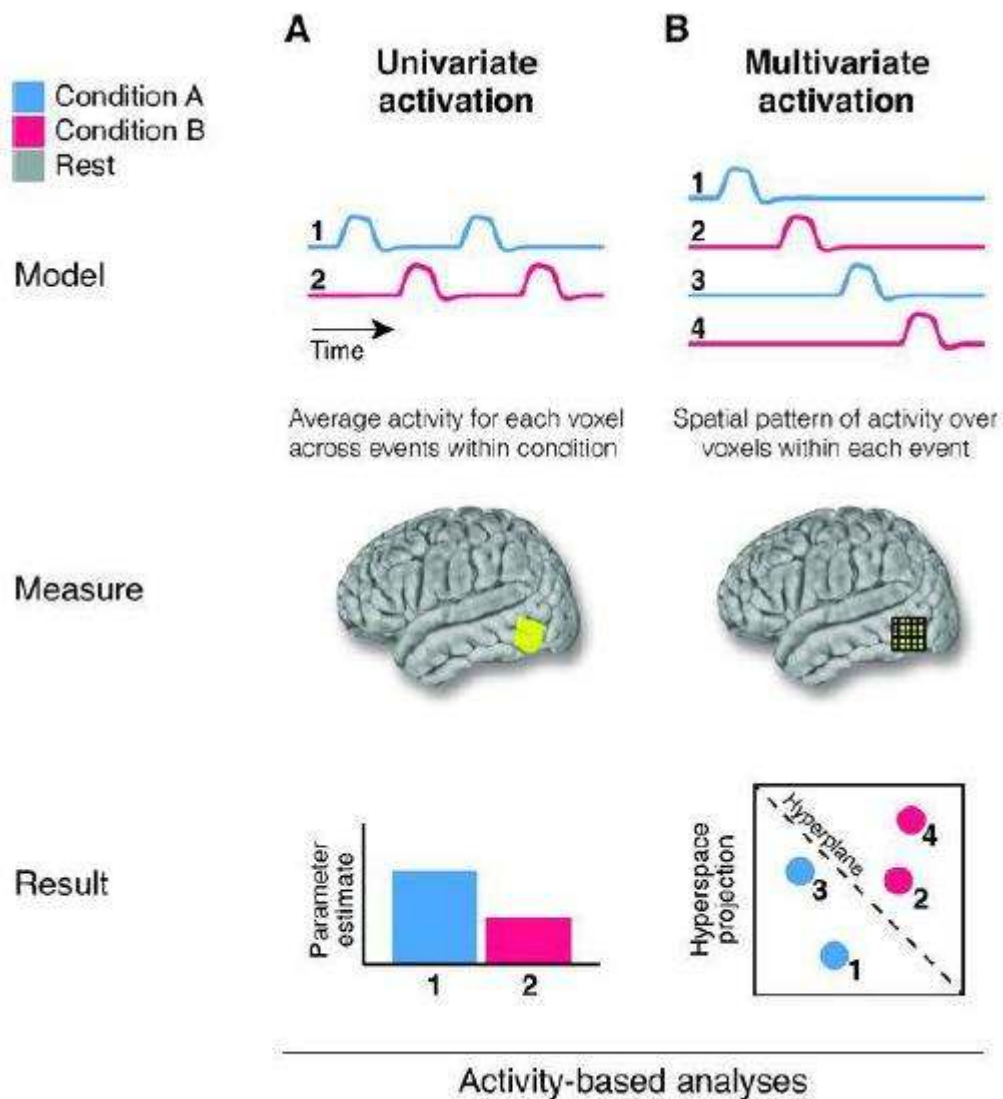 A
B
Univariate
activation
Multivariate
activation
Condition A
Condition B
Rest
Model
1
2
Time
1
2
3
4
Average activity for each voxel
across events within condition
Spatial pattern of activity over
voxels within each event
Measure
Result
Parameter
estimate
1
2
Hyperspace
projection
Hyperplane
4
3
2
1
Activity-based analyses